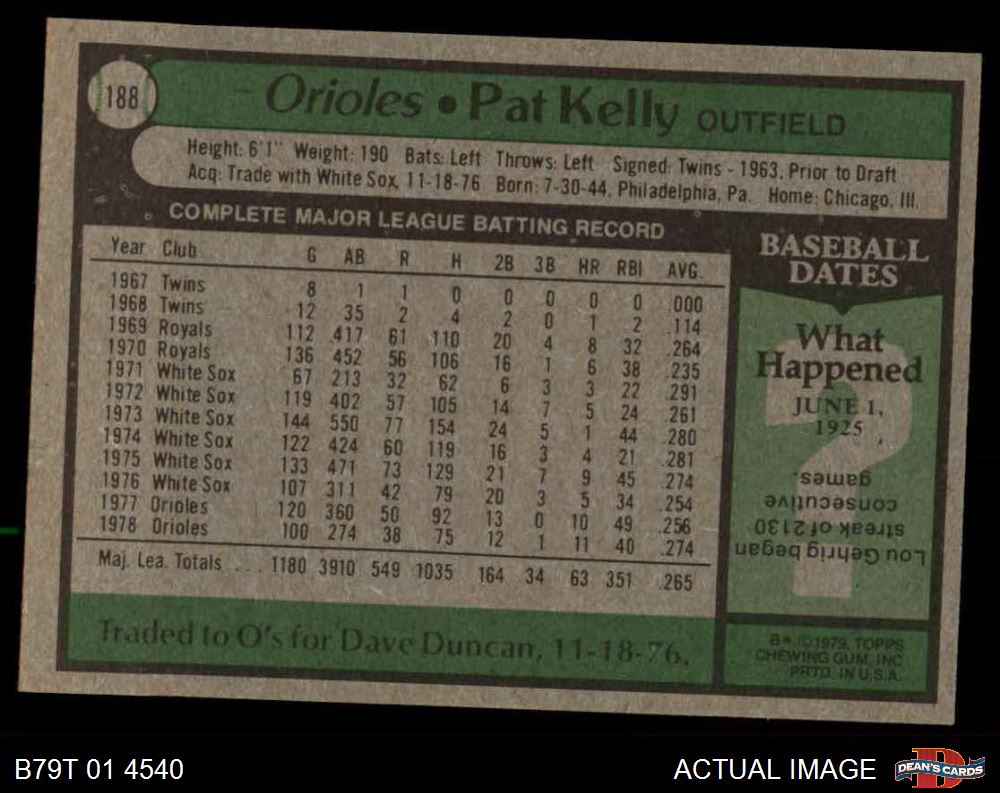 188
Orioles • Pat Kelly OUTFIELD
Height: 6'1" Weight: 190 Bats: Left Throws: Left Signed: Twins - 1963, Prior to Draft
Acq: Trade with White Sox, 11-18-76 Born: 7-30-44, Philadelphia, Pa. Home: Chicago, Ill.
COMPLETE MAJOR LEAGUE BATTING RECORD
Year Club G AB R H 2B 3B HR RBI AVG.
1967 Twins 8 1 1 0 0 0 0 0 .000
1968 Twins 12 35 2 4 2 0 1 2 .114
1969 Royals 112 417 61 110 20 4 8 32 .264
1970 Royals 136 452 56 106 16 1 6 38 .235
1971 White Sox 67 213 32 62 6 3 3 22 .291
1972 White Sox 119 402 57 105 14 7 5 24 .261
1973 White Sox 144 550 77 154 24 5 1 44 .280
1974 White Sox 122 424 60 119 16 3 4 21 .281
1975 White Sox 133 471 73 129 21 7 9 45 .274
1976 White Sox 107 311 42 79 20 3 5 34 .254
1977 Orioles 120 360 50 92 13 0 10 49 .256
1978 Orioles 100 274 38 75 12 1 11 40 .274
Maj. Lea. Totals ... 1180 3910 549 1035 164 34 63 351 .265
Traded to O's for Dave Duncan, 11-18-76.
BASEBALL
DATES
What
Happened
JUNE 1,
1925
?
Lou Gehrig began
streak of 2130
consecutive
games.
B*, © 1979, TOPPS
CHEWING GUM, INC.
PRTD. IN U.S.A.
B79T 01 4540
ACTUAL IMAGE
D
DEAN'S CARDS